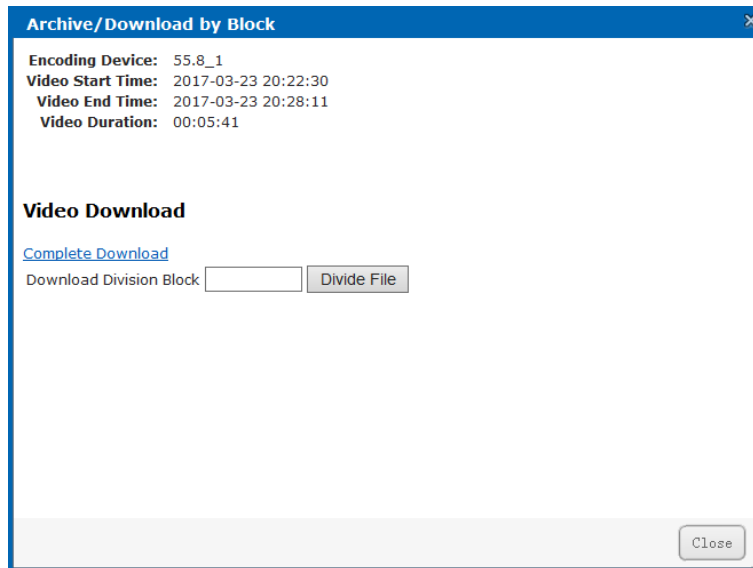 Archive/Download by Block
Encoding Device: 55.8_1
Video Start Time: 2017-03-23 20:22:30
Video End Time: 2017-03-23 20:28:11
Video Duration: 00:05:41
Video Download
Complete Download
Download Division Block Divide File
Close